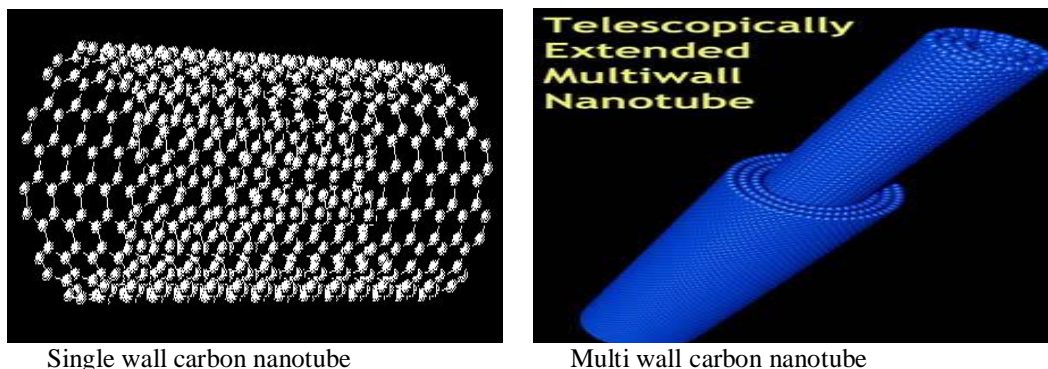 Telescopically
Extended
Multiwall
Nanotube
Single wall carbon nanotube
Multi wall carbon nanotube